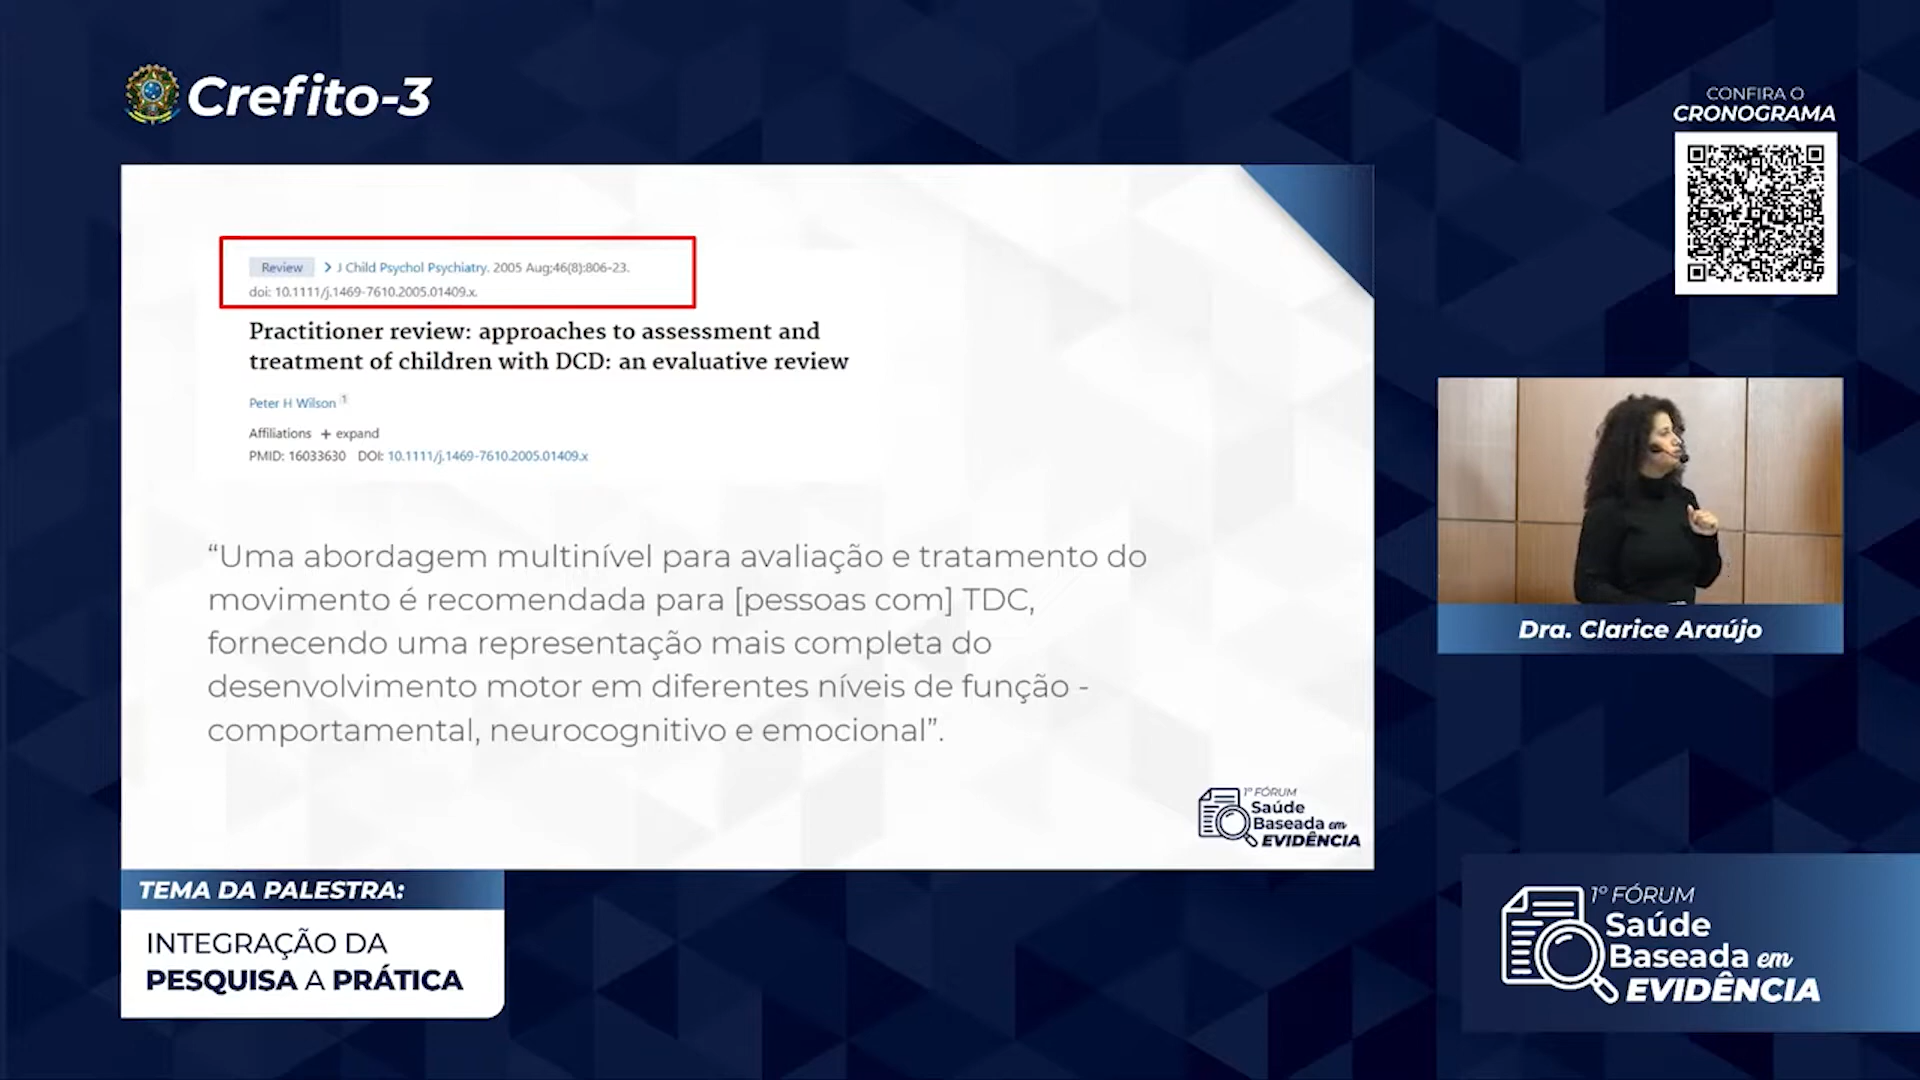 Crefito-3
CONFIRA O
CRONOGRAMA
Review > J Child Psychol Psychiatry. 2005 Aug;46(8):806-23.
doi: 10.1111/j.1469-7610.2005.01409.x.
Practitioner review: approaches to assessment and
treatment of children with DCD: an evaluative review
Peter H Wilson 1
Affiliations + expand
PMID: 16033630 DOI: 10.1111/j.1469-7610.2005.01409.x
“Uma abordagem multinível para avaliação e tratamento do
movimento é recomendada para [pessoas com] TDC,
fornecendo uma representação mais completa do
desenvolvimento motor em diferentes níveis de função -
comportamental, neurocognitivo e emocional”.
1º FÓRUM
Saúde
Baseada em
EVIDÊNCIA
Dra. Clarice Araújo
TEMA DA PALESTRA:
INTEGRAÇÃO DA
PESQUISA A PRÁTICA
1º FÓRUM
Saúde
Baseada em
EVIDÊNCIA